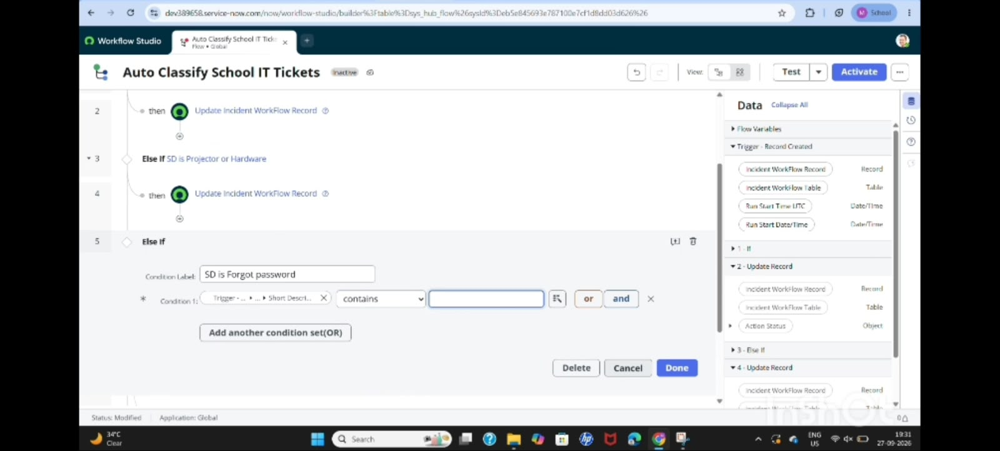 dev389658.service-now.com/now/workflow-studio/builder%3Ftable%3Dsys_hub_flow%26sysId%3Deb5e845693e787100e7cf1d8dd03d626%26
M School
Workflow Studio
Auto Classify School IT Ticke
Flow • Global
Auto Classify School IT Tickets Inactive
View:
Test
Activate
Data Collapse All
Flow Variables
Trigger - Record Created
Incident WorkFlow Record Record
Incident WorkFlow Table Table
Run Start Time UTC Date/Time
Run Start Date/Time Date/Time
1 - If
2 - Update Record
Incident WorkFlow Record Record
Incident WorkFlow Table Table
Action Status Object
3 - Else If
4 - Update Record
Incident WorkFlow Record Record
Incident WorkFlow Table Table
2 then Update Incident WorkFlow Record
3 Else If SD is Projector or Hardware
4 then Update Incident WorkFlow Record
5 Else If
Condition Label: SD is Forgot password
* Condition 1: Trigger - .. ... Short Descri... contains or and
Add another condition set(OR)
Delete Cancel Done
InShot
Status: Modified Application: Global
0
34°C
Clear
Search
ENG
US
19:31
27-09-2026